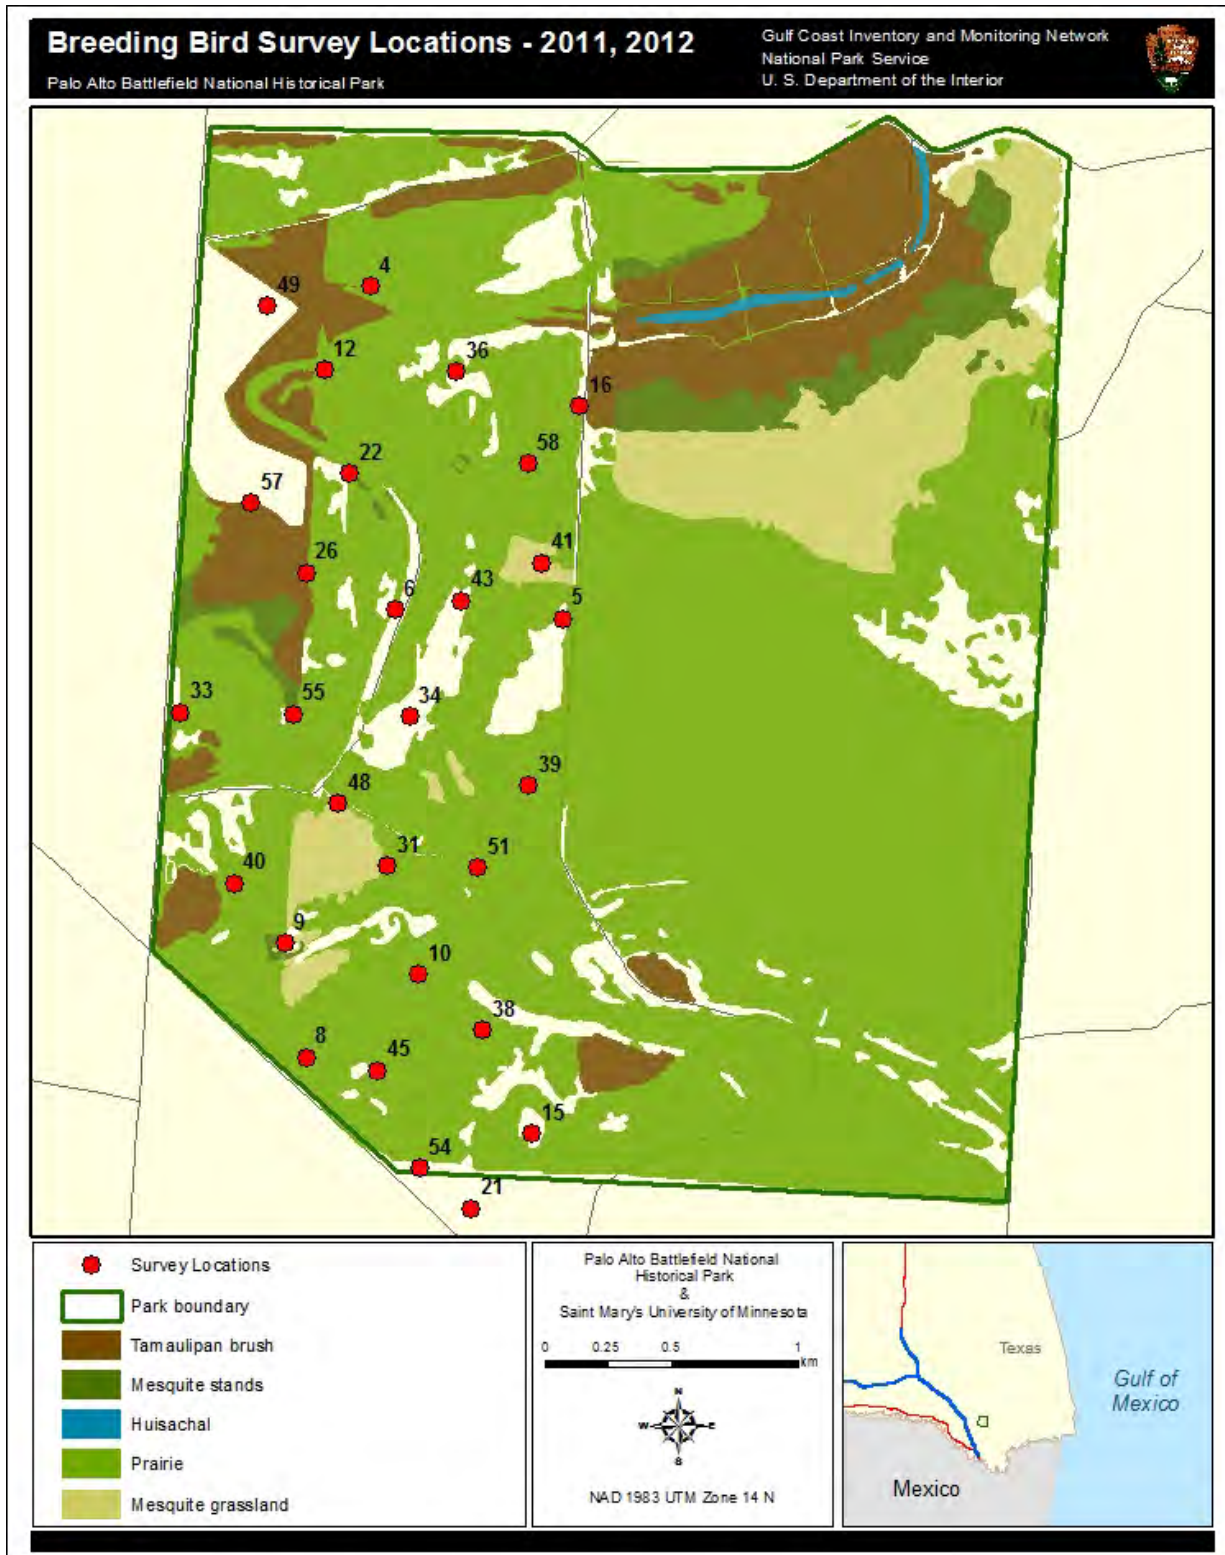 Breeding Bird Survey Locations - 2011, 2012
Palo Alto Battlefield National Historical Park
Gulf Coast Inventory and Monitoring Network
National Park Service
U. S. Department of the Interior
4
49
12
36
16
58
22
57
41
26
43
6
5
33
55
34
39
48
31
51
40
9
10
38
8
45
15
54
21
Survey Locations
Park boundary
Tamaulipan brush
Mesquite stands
Huisachal
Prairie
Mesquite grassland
Palo Alto Battlefield National
Historical Park
&
Saint Mary's University of Minnesota
0 0.25 0.5 1
km
N
W E
S
NAD 1983 UTM Zone 14 N
Texas
Gulf of
Mexico
Mexico